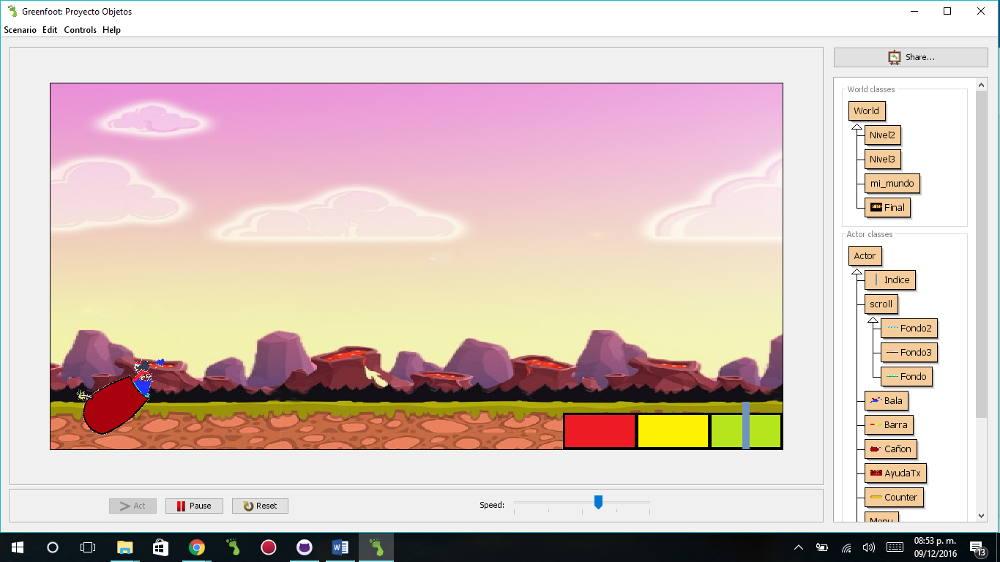 Greenfoot: Proyecto Objetos
Scenario Edit Controls Help
Share...
World classes
World
Nivel2
Nivel3
mi_mundo
Final
Actor classes
Actor
Indice
scroll
Fondo2
Fondo3
Fondo
Bala
Barra
Cañon
AyudaTx
Counter
Menu
Act
Pause
Reset
Speed:
08:53 p. m.
09/12/2016
13